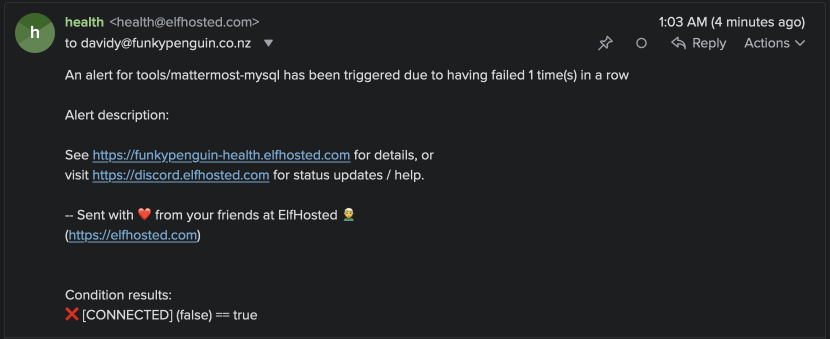 h
health <health@elfhosted.com>
1:03 AM (4 minutes ago)
to davidy@funkypenguin.co.nz ▼
Reply Actions
An alert for tools/mattermost-mysql has been triggered due to having failed 1 time(s) in a row
Alert description:
See https://funkypenguin-health.elfhosted.com for details, or
visit https://discord.elfhosted.com for status updates / help.
-- Sent with ❤️ from your friends at ElfHosted 🧝
(https://elfhosted.com)
Condition results:
❌ [CONNECTED] (false) == true